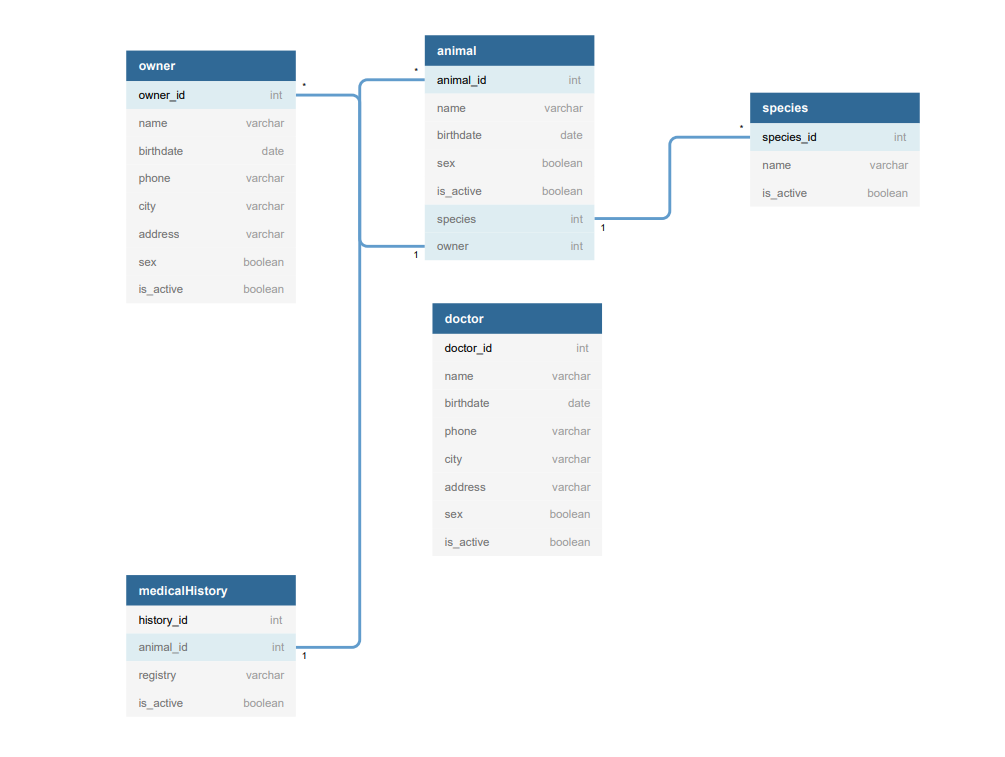 owner
owner_id int
name varchar
birthdate date
phone varchar
city varchar
address varchar
sex boolean
is_active boolean
*
animal
* animal_id int
name varchar
birthdate date
sex boolean
is_active boolean
species int 1
1 owner int
species
* species_id int
name varchar
is_active boolean
doctor
doctor_id int
name varchar
birthdate date
phone varchar
city varchar
address varchar
sex boolean
is_active boolean
medicalHistory
history_id int
animal_id int 1
registry varchar
is_active boolean